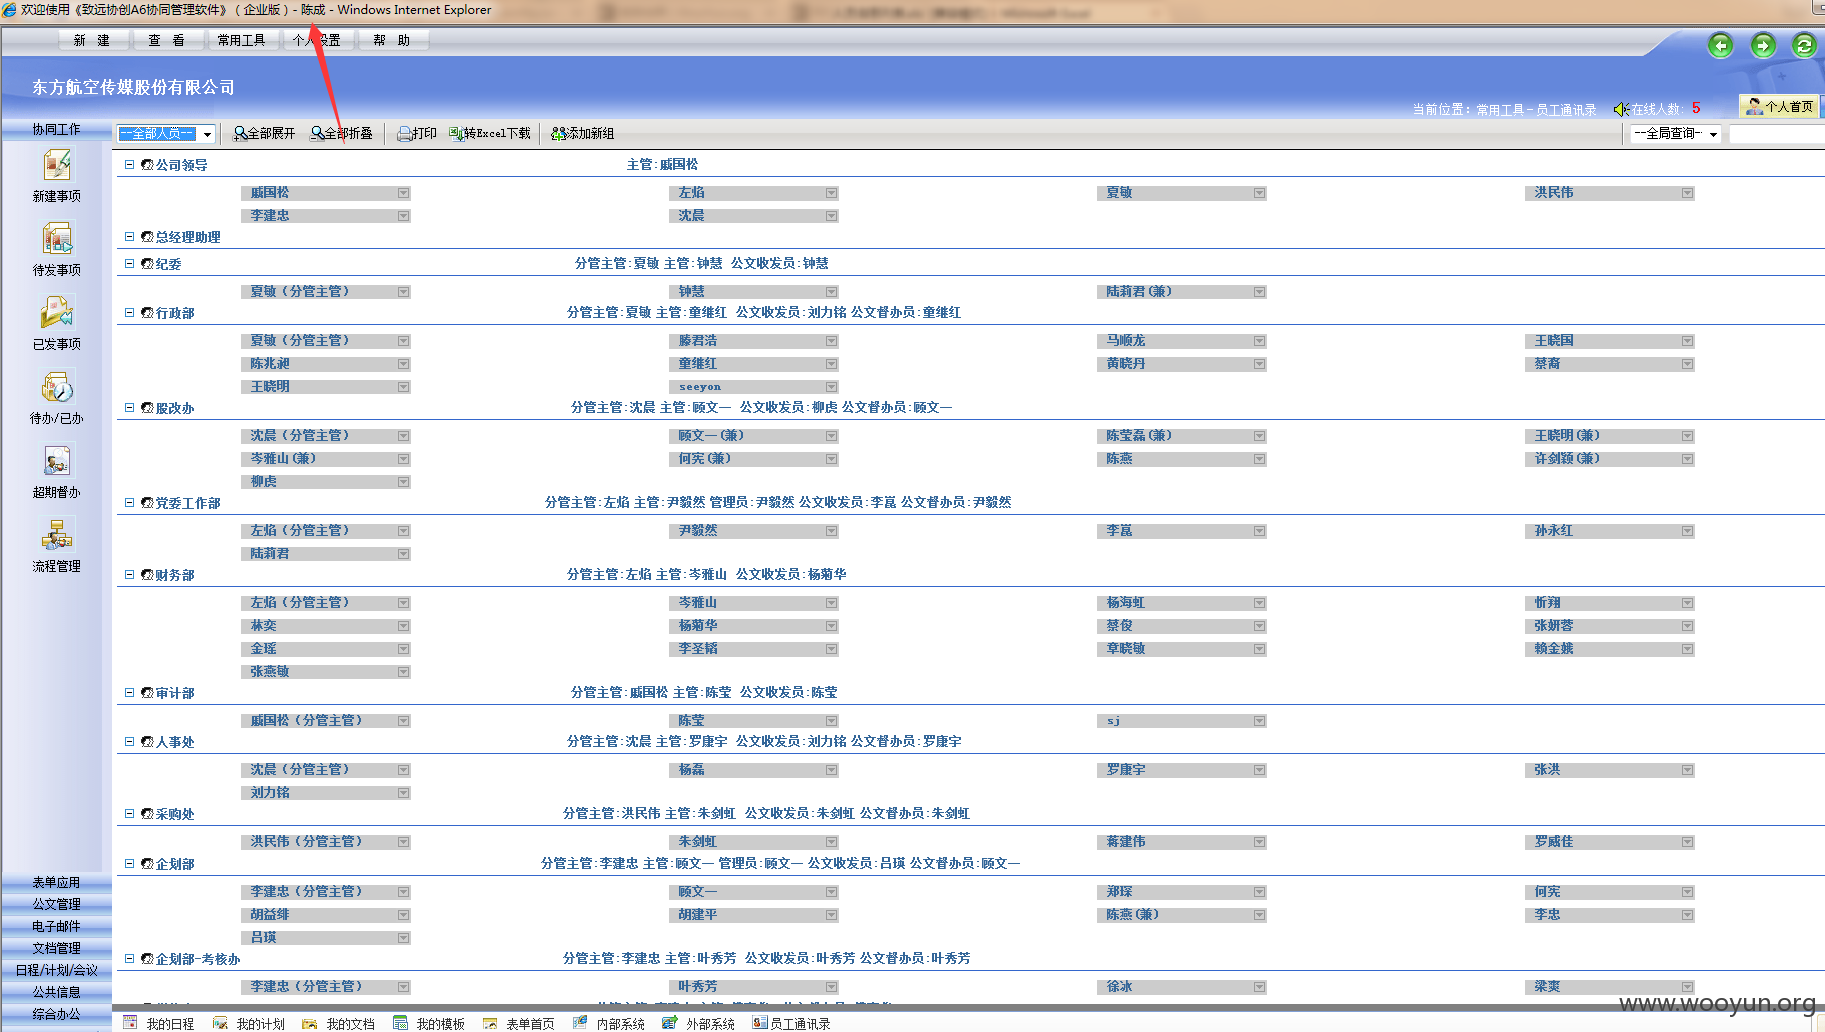 欢迎使用《致远协创A6协同管理软件》（企业版）- 陈成 - Windows Internet Explorer
新 建 查 看 常用工具 个人设置 帮 助
东方航空传媒股份有限公司
当前位置：常用工具－员工通讯录 在线人数: 5 个人首页
协同工作 --全部人员-- 全部展开 全部折叠 打印 转Excel下载 添加新组 --全局查询--
公司领导 主管:戚国松
戚国松 左焰 夏敏 洪民伟
李建忠 沈晨
总经理助理
纪委 分管主管:夏敏 主管:钟慧 公文收发员:钟慧
夏敏（分管主管） 钟慧 陆莉君(兼)
行政部 分管主管:夏敏 主管:童继红 公文收发员:刘力铭 公文督办员:童继红
夏敏（分管主管） 滕君浩 马顺龙 王晓国
陈兆昶 童继红 黄晓丹 蔡裔
王晓明 seeyon
股改办 分管主管:沈晨 主管:顾文一 公文收发员:柳虎 公文督办员:顾文一
沈晨（分管主管） 顾文一(兼) 陈莹磊(兼) 王晓明(兼)
岑雅山(兼) 何宪(兼) 陈燕 许剑颖(兼)
柳虎
党委工作部 分管主管:左焰 主管:尹毅然 管理员:尹毅然 公文收发员:李崑 公文督办员:尹毅然
左焰（分管主管） 尹毅然 李崑 孙永红
陆莉君
财务部 分管主管:左焰 主管:岑雅山 公文收发员:杨菊华
左焰（分管主管） 岑雅山 杨海虹 忻翔
林奕 杨菊华 蔡俊 张妍蓉
金瑶 李圣韬 章晓敏 赖金娥
张燕敏
审计部 分管主管:戚国松 主管:陈莹 公文收发员:陈莹
戚国松（分管主管） 陈莹 sj
人事处 分管主管:沈晨 主管:罗康宇 公文收发员:刘力铭 公文督办员:罗康宇
沈晨（分管主管） 杨磊 罗康宇 张洪
刘力铭
采购处 分管主管:洪民伟 主管:朱剑虹 公文收发员:朱剑虹 公文督办员:朱剑虹
洪民伟（分管主管） 朱剑虹 蒋建伟 罗威佳
企划部 分管主管:李建忠 主管:顾文一 管理员:顾文一 公文收发员:吕瑛 公文督办员:顾文一
李建忠（分管主管） 顾文一 郑琛 何宪
胡益绯 胡建平 陈燕(兼) 李忠
吕瑛
企划部-考核办 分管主管:李建忠 主管:叶秀芳 公文收发员:叶秀芳 公文督办员:叶秀芳
李建忠（分管主管） 叶秀芳 徐冰 梁爽
新建事项
待发事项
已发事项
待办/已办
超期督办
流程管理
表单应用
公文管理
电子邮件
文档管理
日程/计划/会议
公共信息
综合办公
我的日程 我的计划 我的文档 我的模板 表单首页 内部系统 外部系统 员工通讯录
www.wooyun.org